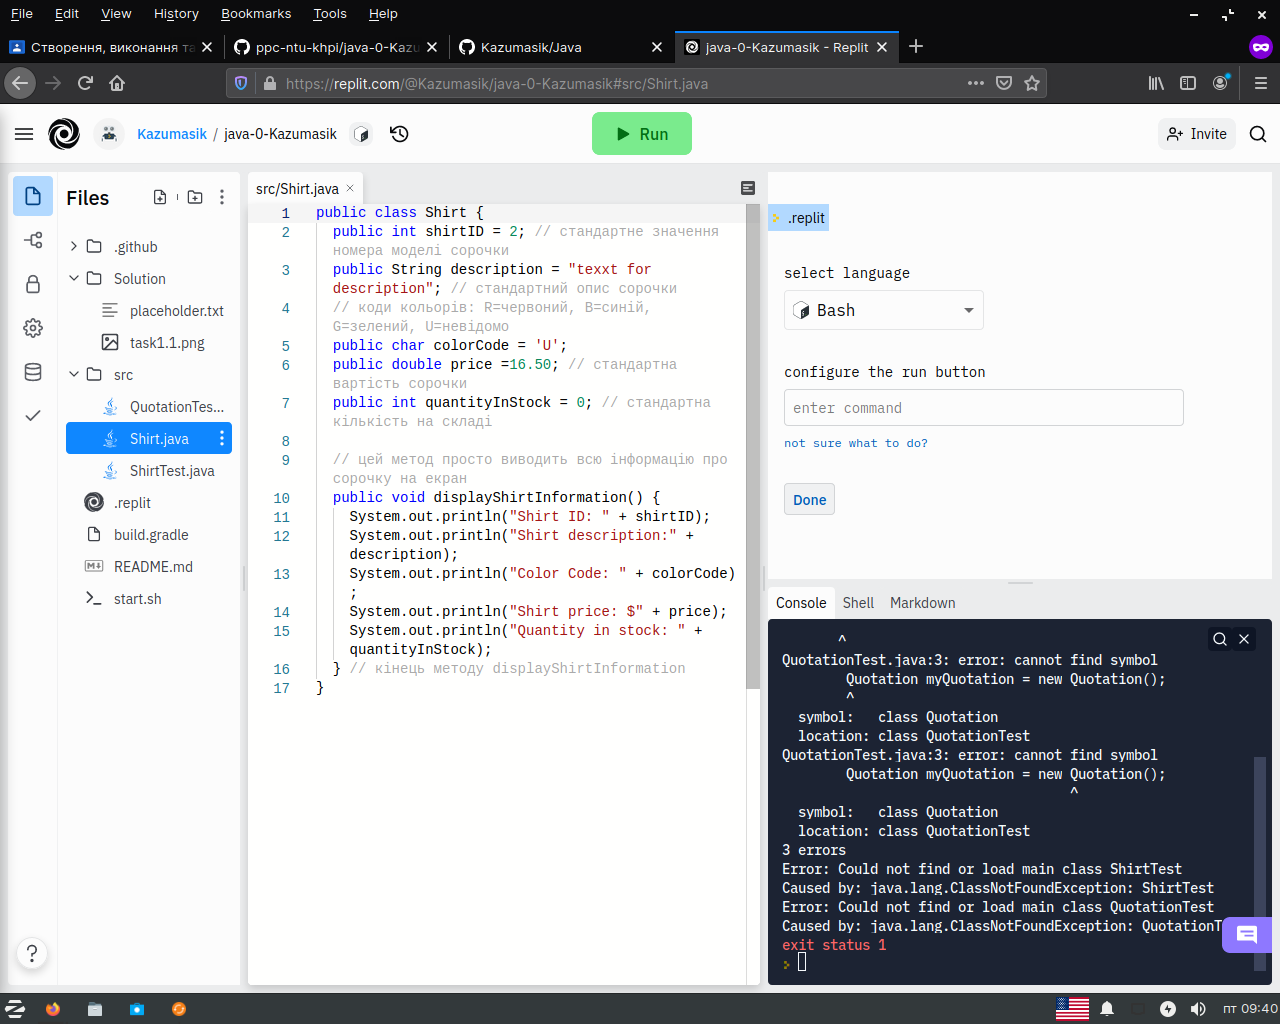 File Edit View History Bookmarks Tools Help
Створення, виконання та
ppc-ntu-khpi/java-0-Kazu
Kazumasik/Java
java-0-Kazumasik - Replit
https://replit.com/@Kazumasik/java-0-Kazumasik#src/Shirt.java
Kazumasik / java-0-Kazumasik
Run
Invite
Files
.github
Solution
placeholder.txt
task1.1.png
src
QuotationTes...
Shirt.java
ShirtTest.java
.replit
build.gradle
README.md
start.sh
?
src/Shirt.java
1 public class Shirt {
2 public int shirtID = 2; // стандартне значення
номера моделі сорочки
3 public String description = "texxt for
description"; // стандартний опис сорочки
4 // коди кольорів: R=червоний, B=синій,
G=зелений, U=невідомо
5 public char colorCode = 'U';
6 public double price =16.50; // стандартна
вартість сорочки
7 public int quantityInStock = 0; // стандартна
кількість на складі
8
9 // цей метод просто виводить всю інформацію про
сорочку на екран
10 public void displayShirtInformation() {
11 System.out.println("Shirt ID: " + shirtID);
12 System.out.println("Shirt description:" +
description);
13 System.out.println("Color Code: " + colorCode)
;
14 System.out.println("Shirt price: $" + price);
15 System.out.println("Quantity in stock: " +
quantityInStock);
16 } // кінець методу displayShirtInformation
17 }
.replit
select language
Bash
configure the run button
enter command
not sure what to do?
Done
Console Shell Markdown
^
QuotationTest.java:3: error: cannot find symbol
Quotation myQuotation = new Quotation();
^
symbol: class Quotation
location: class QuotationTest
QuotationTest.java:3: error: cannot find symbol
Quotation myQuotation = new Quotation();
^
symbol: class Quotation
location: class QuotationTest
3 errors
Error: Could not find or load main class ShirtTest
Caused by: java.lang.ClassNotFoundException: ShirtTest
Error: Could not find or load main class QuotationTest
Caused by: java.lang.ClassNotFoundException: QuotationT
exit status 1
пт 09:40